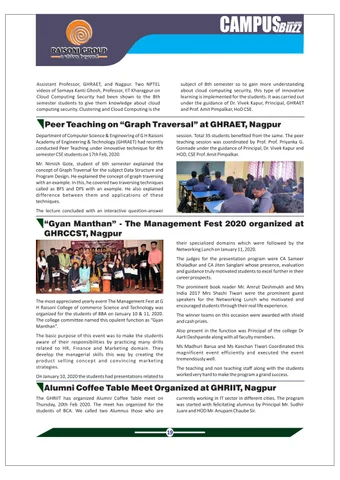 CAMPUS BUZZ
RAISONI GROUP
a vision beyond
Assistant Professor, GHRAET, and Nagpur. Two NPTEL
videos of Somaya Kanti Ghosh, Professor, IIT Kharagpur on
Cloud Computing Security had been shown to the 8th
semester students to give them knowledge about cloud
computing security. Clustering and Cloud Computing is the
subject of 8th semester so to gain more understanding
about cloud computing security, this type of innovative
learning is implemented for the students. It was carried out
under the guidance of Dr. Vivek Kapur, Principal, GHRAET
and Prof. Amit Pimpalkar, HoD CSE.
Peer Teaching on “Graph Traversal” at GHRAET, Nagpur
Department of Computer Science & Engineering of G H Raisoni
Academy of Engineering & Technology (GHRAET) had recently
conducted Peer Teaching under innovative technique for 4th
semester CSE students on 17th Feb, 2020.
Mr. Nimish Gote, student of 6th semester explained the
concept of Graph Traversal for the subject Data Structure and
Program Design. He explained the concept of graph traversing
with an example. In this, he covered two traversing techniques
called as BFS and DFS with an example. He also explained
difference between them and applications of these
techniques.
The lecture concluded with an interactive question-answer
session. Total 35 students benefited from the same. The peer
teaching session was coordinated by Prof. Prof. Priyanka G.
Gonnade under the guidance of Principal, Dr. Vivek Kapur and
HOD, CSE Prof. Amit Pimpalkar.
“Gyan Manthan” - The Management Fest 2020 organized at
GHRCCST, Nagpur
The most appreciated yearly event The Management Fest at G
H Raisoni College of commerce Science and Technology was
organized for the students of BBA on January 10 & 11, 2020.
The college committee named this opulent function as "Gyan
Manthan".
The basic purpose of this event was to make the students
aware of their responsibilities by practicing many drills
related to HR, Finance and Marketing domain. They
develop the managerial skills this way by creating the
product selling concept and convincing marketing
strategies.
On January 10, 2020 the students had presentations related to
their specialised domains which were followed by the
Networking Lunch on January 11, 2020.
The judges for the presentation program were CA Sameer
Khaladkar and CA Jiten Sanglani whose presence, evaluation
and guidance truly motivated students to excel further in their
career prospects.
The prominent book reader Mr. Amrut Deshmukh and Mrs
India 2017 Mrs Shachi Tiwari were the prominent guest
speakers for the Networking Lunch who motivated and
encouraged students through their real life experience.
The winner teams on this occasion were awarded with shield
and cash prizes.
Also present in the function was Principal of the college Dr
Aarti Deshpande along with all faculty members.
Ms Madhuri Barua and Ms Kanchan Tiwari Coordinated this
magnificent event efficiently and executed the event
tremendously well.
The teaching and non teaching staff along with the students
worked very hard to make the program a grand success.
Alumni Coffee Table Meet Organized at GHRIIT, Nagpur
The GHRIIT has organized Alumni Coffee Table meet on
Thursday, 20th Feb 2020. The meet has organized for the
students of BCA. We called two Alumnus those who are
currently working in IT sector in different cities. The program
was started with felicitating alumnus by Principal Mr. Sudhir
Juare and HOD Mr Anupam Chaube Sir.